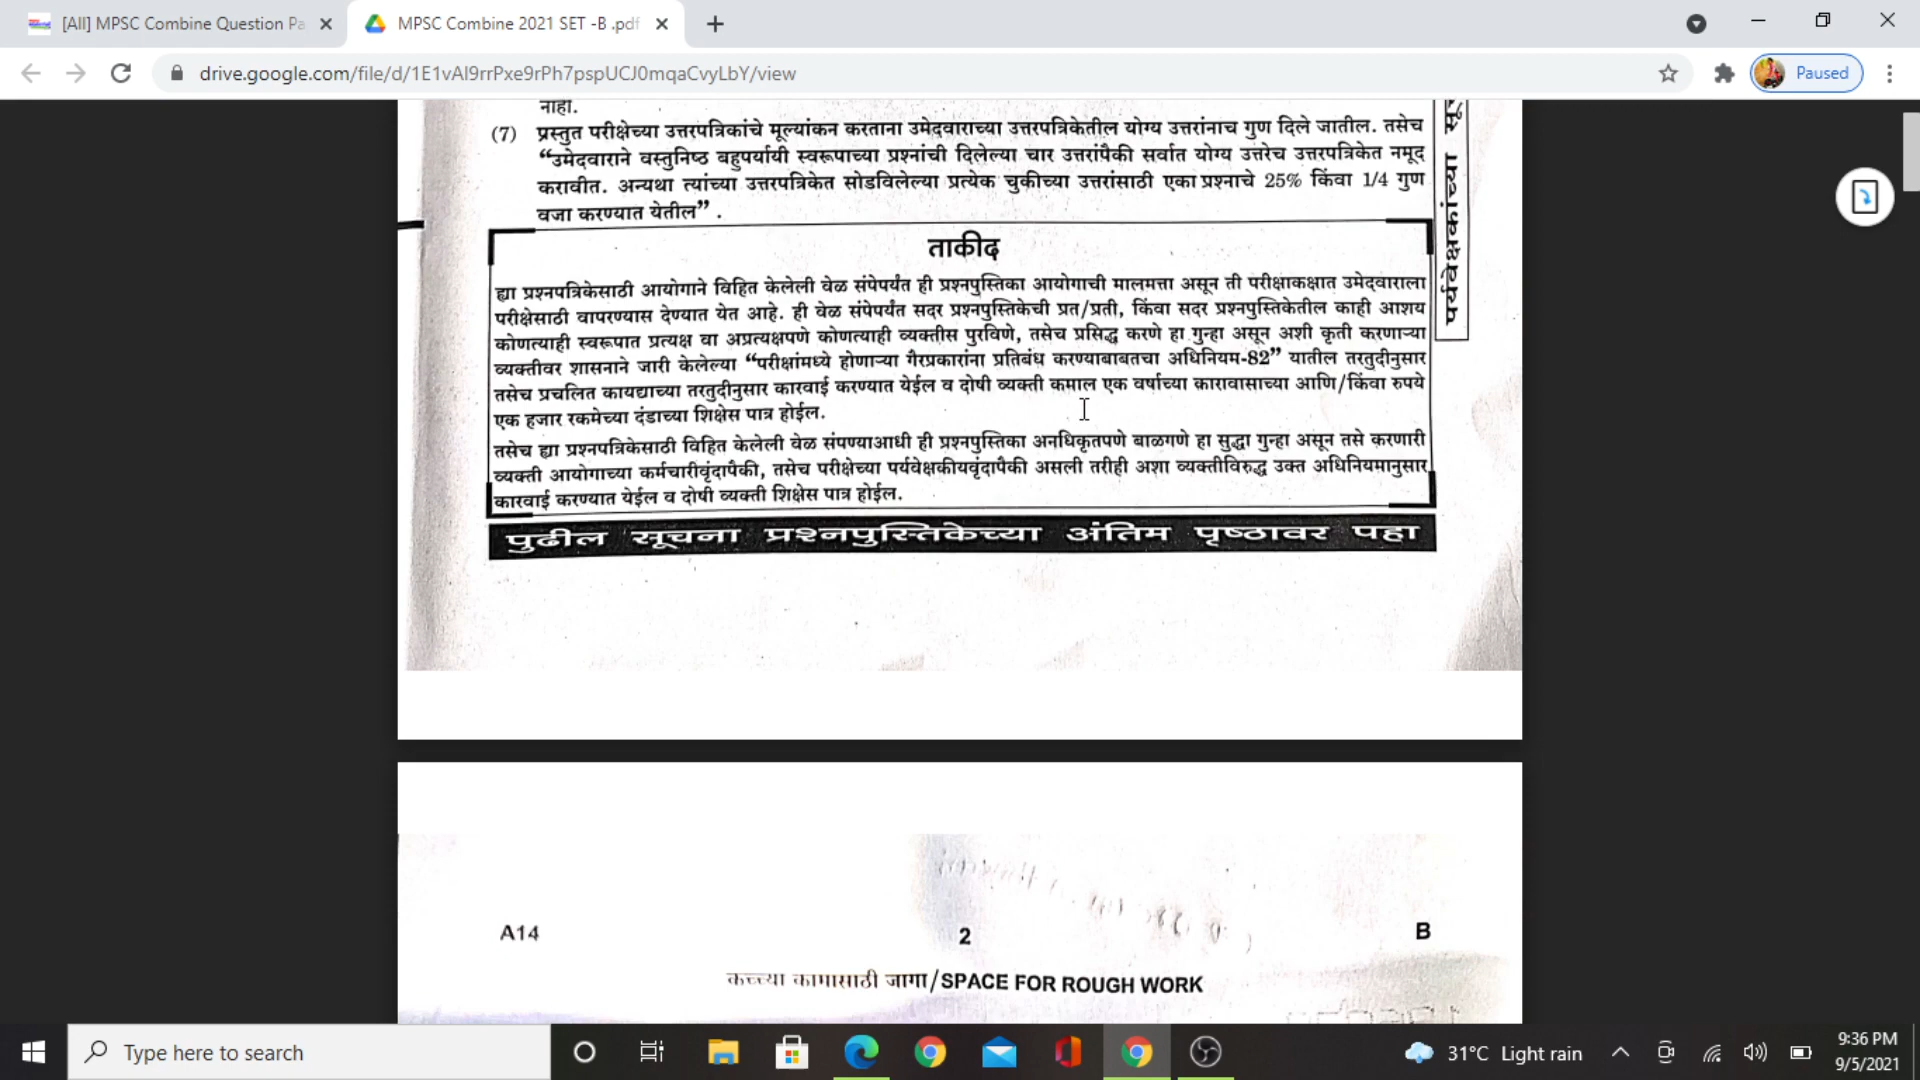 [All] MPSC Combine Question Pa
MPSC Combine 2021 SET -B .pdf
drive.google.com/file/d/1E1vAl9rrPxe9rPh7pspUCJ0mqaCvyLbY/view
Paused
नाही.
(7) प्रस्तुत परीक्षेच्या उत्तरपत्रिकांचे मूल्यांकन करताना उमेदवाराच्या उत्तरपत्रिकेतील योग्य उत्तरांनाच गुण दिले जातील. तसेच
“उमेदवाराने वस्तुनिष्ठ बहुपर्यायी स्वरूपाच्या प्रश्नांची दिलेल्या चार उत्तरांपैकी सर्वात योग्य उत्तरेच उत्तरपत्रिकेत नमूद
करावीत. अन्यथा त्यांच्या उत्तरपत्रिकेत सोडविलेल्या प्रत्येक चुकीच्या उत्तरांसाठी एका प्रश्नाचे 25% किंवा 1/4 गुण
वजा करण्यात येतील” .
पर्यवेक्षकांच्या
ताकीद
ह्या प्रश्नपत्रिकेसाठी आयोगाने विहित केलेली वेळ संपेपर्यंत ही प्रश्नपुस्तिका आयोगाची मालमत्ता असून ती परीक्षाकक्षात उमेदवाराला
परीक्षेसाठी वापरण्यास देण्यात येत आहे. ही वेळ संपेपर्यंत सदर प्रश्नपुस्तिकेची प्रत/प्रती, किंवा सदर प्रश्नपुस्तिकेतील काही आशय
कोणत्याही स्वरूपात प्रत्यक्ष वा अप्रत्यक्षपणे कोणत्याही व्यक्तीस पुरविणे, तसेच प्रसिद्ध करणे हा गुन्हा असून अशी कृती करणाऱ्या
व्यक्तीवर शासनाने जारी केलेल्या “परीक्षांमध्ये होणाऱ्या गैरप्रकारांना प्रतिबंध करण्याबाबतचा अधिनियम-82” यातील तरतुदीनुसार
तसेच प्रचलित कायद्याच्या तरतुदीनुसार कारवाई करण्यात येईल व दोषी व्यक्ती कमाल एक वर्षाच्या कारावासाच्या आणि/किंवा रुपये
एक हजार रकमेच्या दंडाच्या शिक्षेस पात्र होईल.
तसेच ह्या प्रश्नपत्रिकेसाठी विहित केलेली वेळ संपण्याआधी ही प्रश्नपुस्तिका अनधिकृतपणे बाळगणे हा सुद्धा गुन्हा असून तसे करणारी
व्यक्ती आयोगाच्या कर्मचारीवृंदापैकी, तसेच परीक्षेच्या पर्यवेक्षकीयवृंदापैकी असली तरीही अशा व्यक्तीविरुद्ध उक्त अधिनियमानुसार
कारवाई करण्यात येईल व दोषी व्यक्ती शिक्षेस पात्र होईल.
पुढील सूचना प्रश्नपुस्तिकेच्या अंतिम पृष्ठावर पहा
A14 2 B
कच्च्या कामासाठी जागा/SPACE FOR ROUGH WORK
Type here to search
31°C Light rain
9:36 PM
9/5/2021